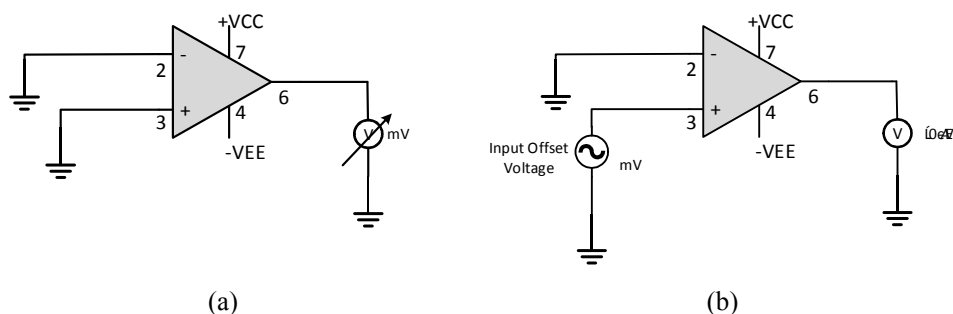 +VCC
7
-
2
6
+
3
4
-VEE
V
mV
(a)
+VCC
7
-
2
6
+
3
4
-VEE
V
Input Offset
Voltage
mV
(b)